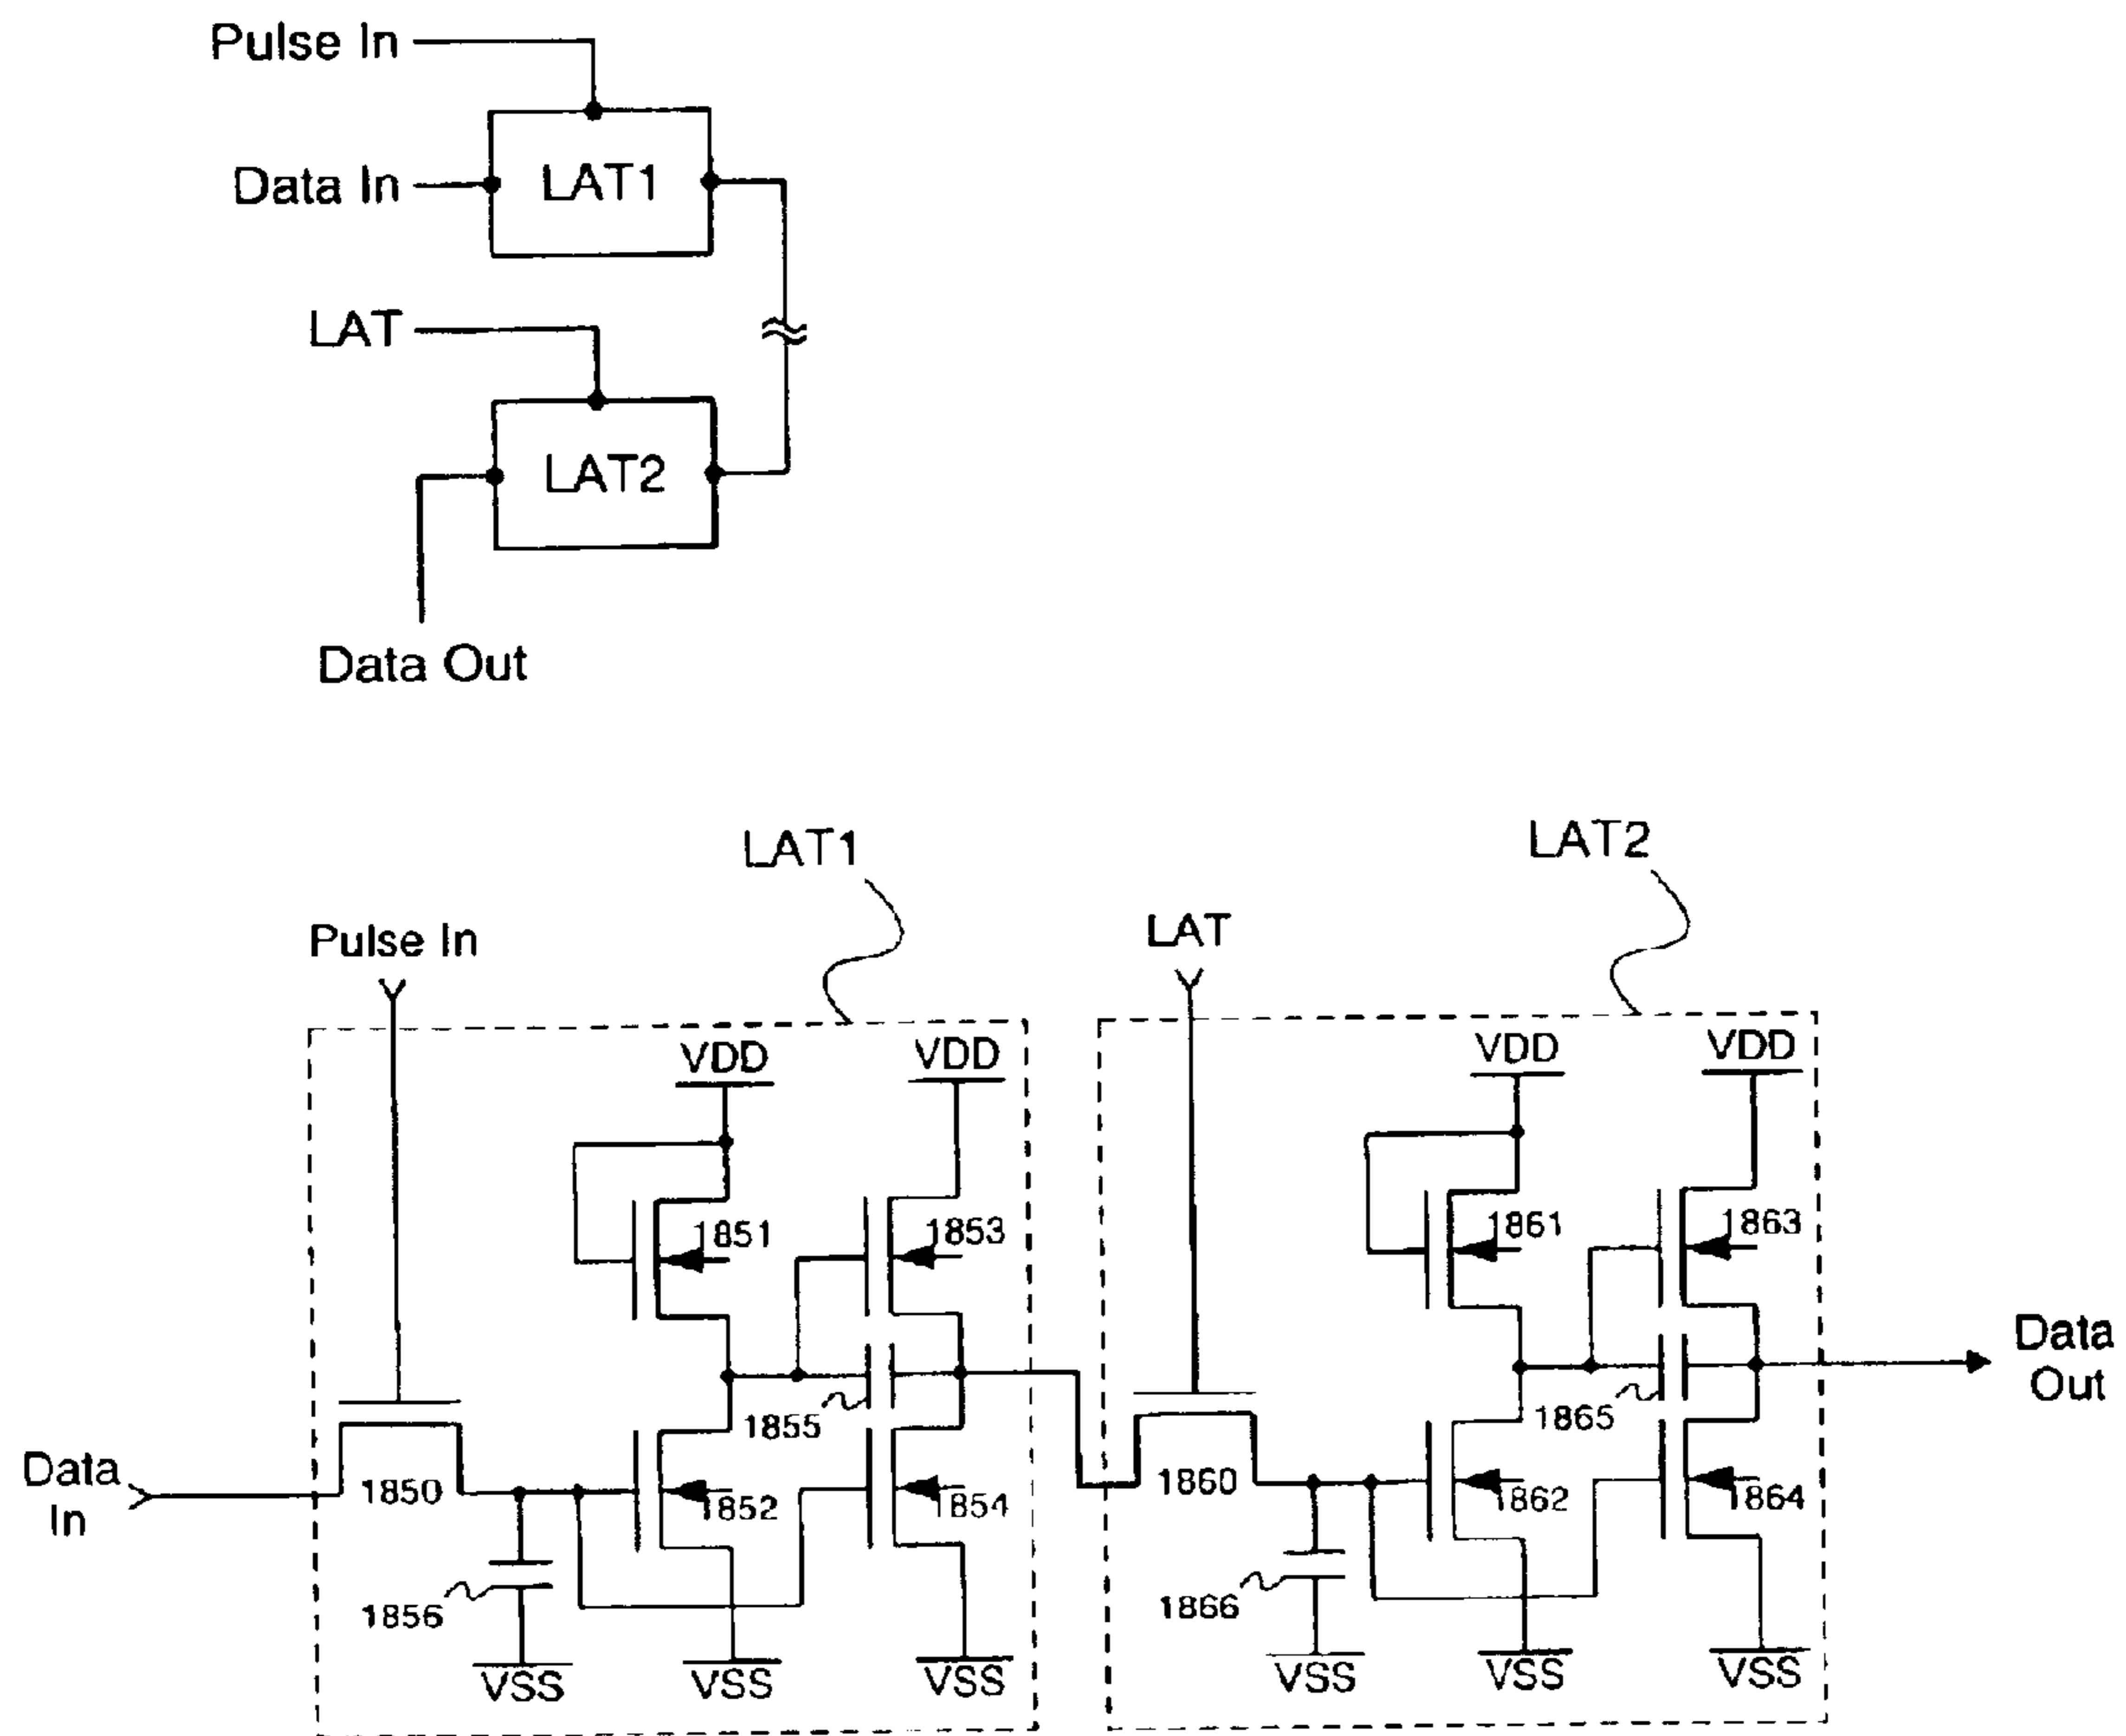 Pulse In
Data In
LAT1
LAT
LAT2
Data Out
LAT1
LAT2
Pulse In
LAT
VDD
VDD
VDD
VDD
1851
1853
1861
1863
Data
Out
1855
1865
Data
In
1850
1852
1854
1860
1862
1864
1856
1866
VSS
VSS
VSS
VSS
VSS
VSS